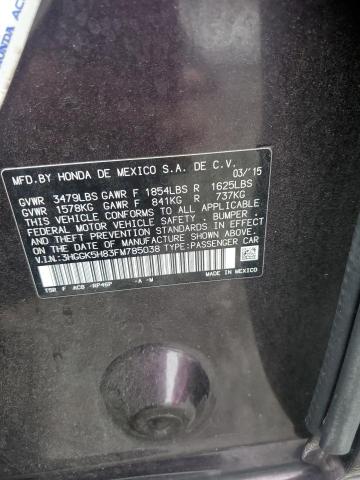 HONDA
MFD.BY HONDA DE MEXICO S.A. DE C.V.
03/'15
GVWR 3479LBS GAWR F 1854LBS R 1625LBS
GVWR 1578KG GAWR F 841KG R 737KG
THIS VEHICLE CONFORMS TO ALL APPLICABLE
FEDERAL MOTOR VEHICLE SAFETY, BUMPER,
AND THEFT PREVENTION STANDARDS IN EFFECT
ON THE DATE OF MANUFACTURE SHOWN ABOVE.
V.I.N:3HGGK5H83FM785038 TYPE:PASSENGER CAR
MADE IN MEXICO
F -RP46P -A -M